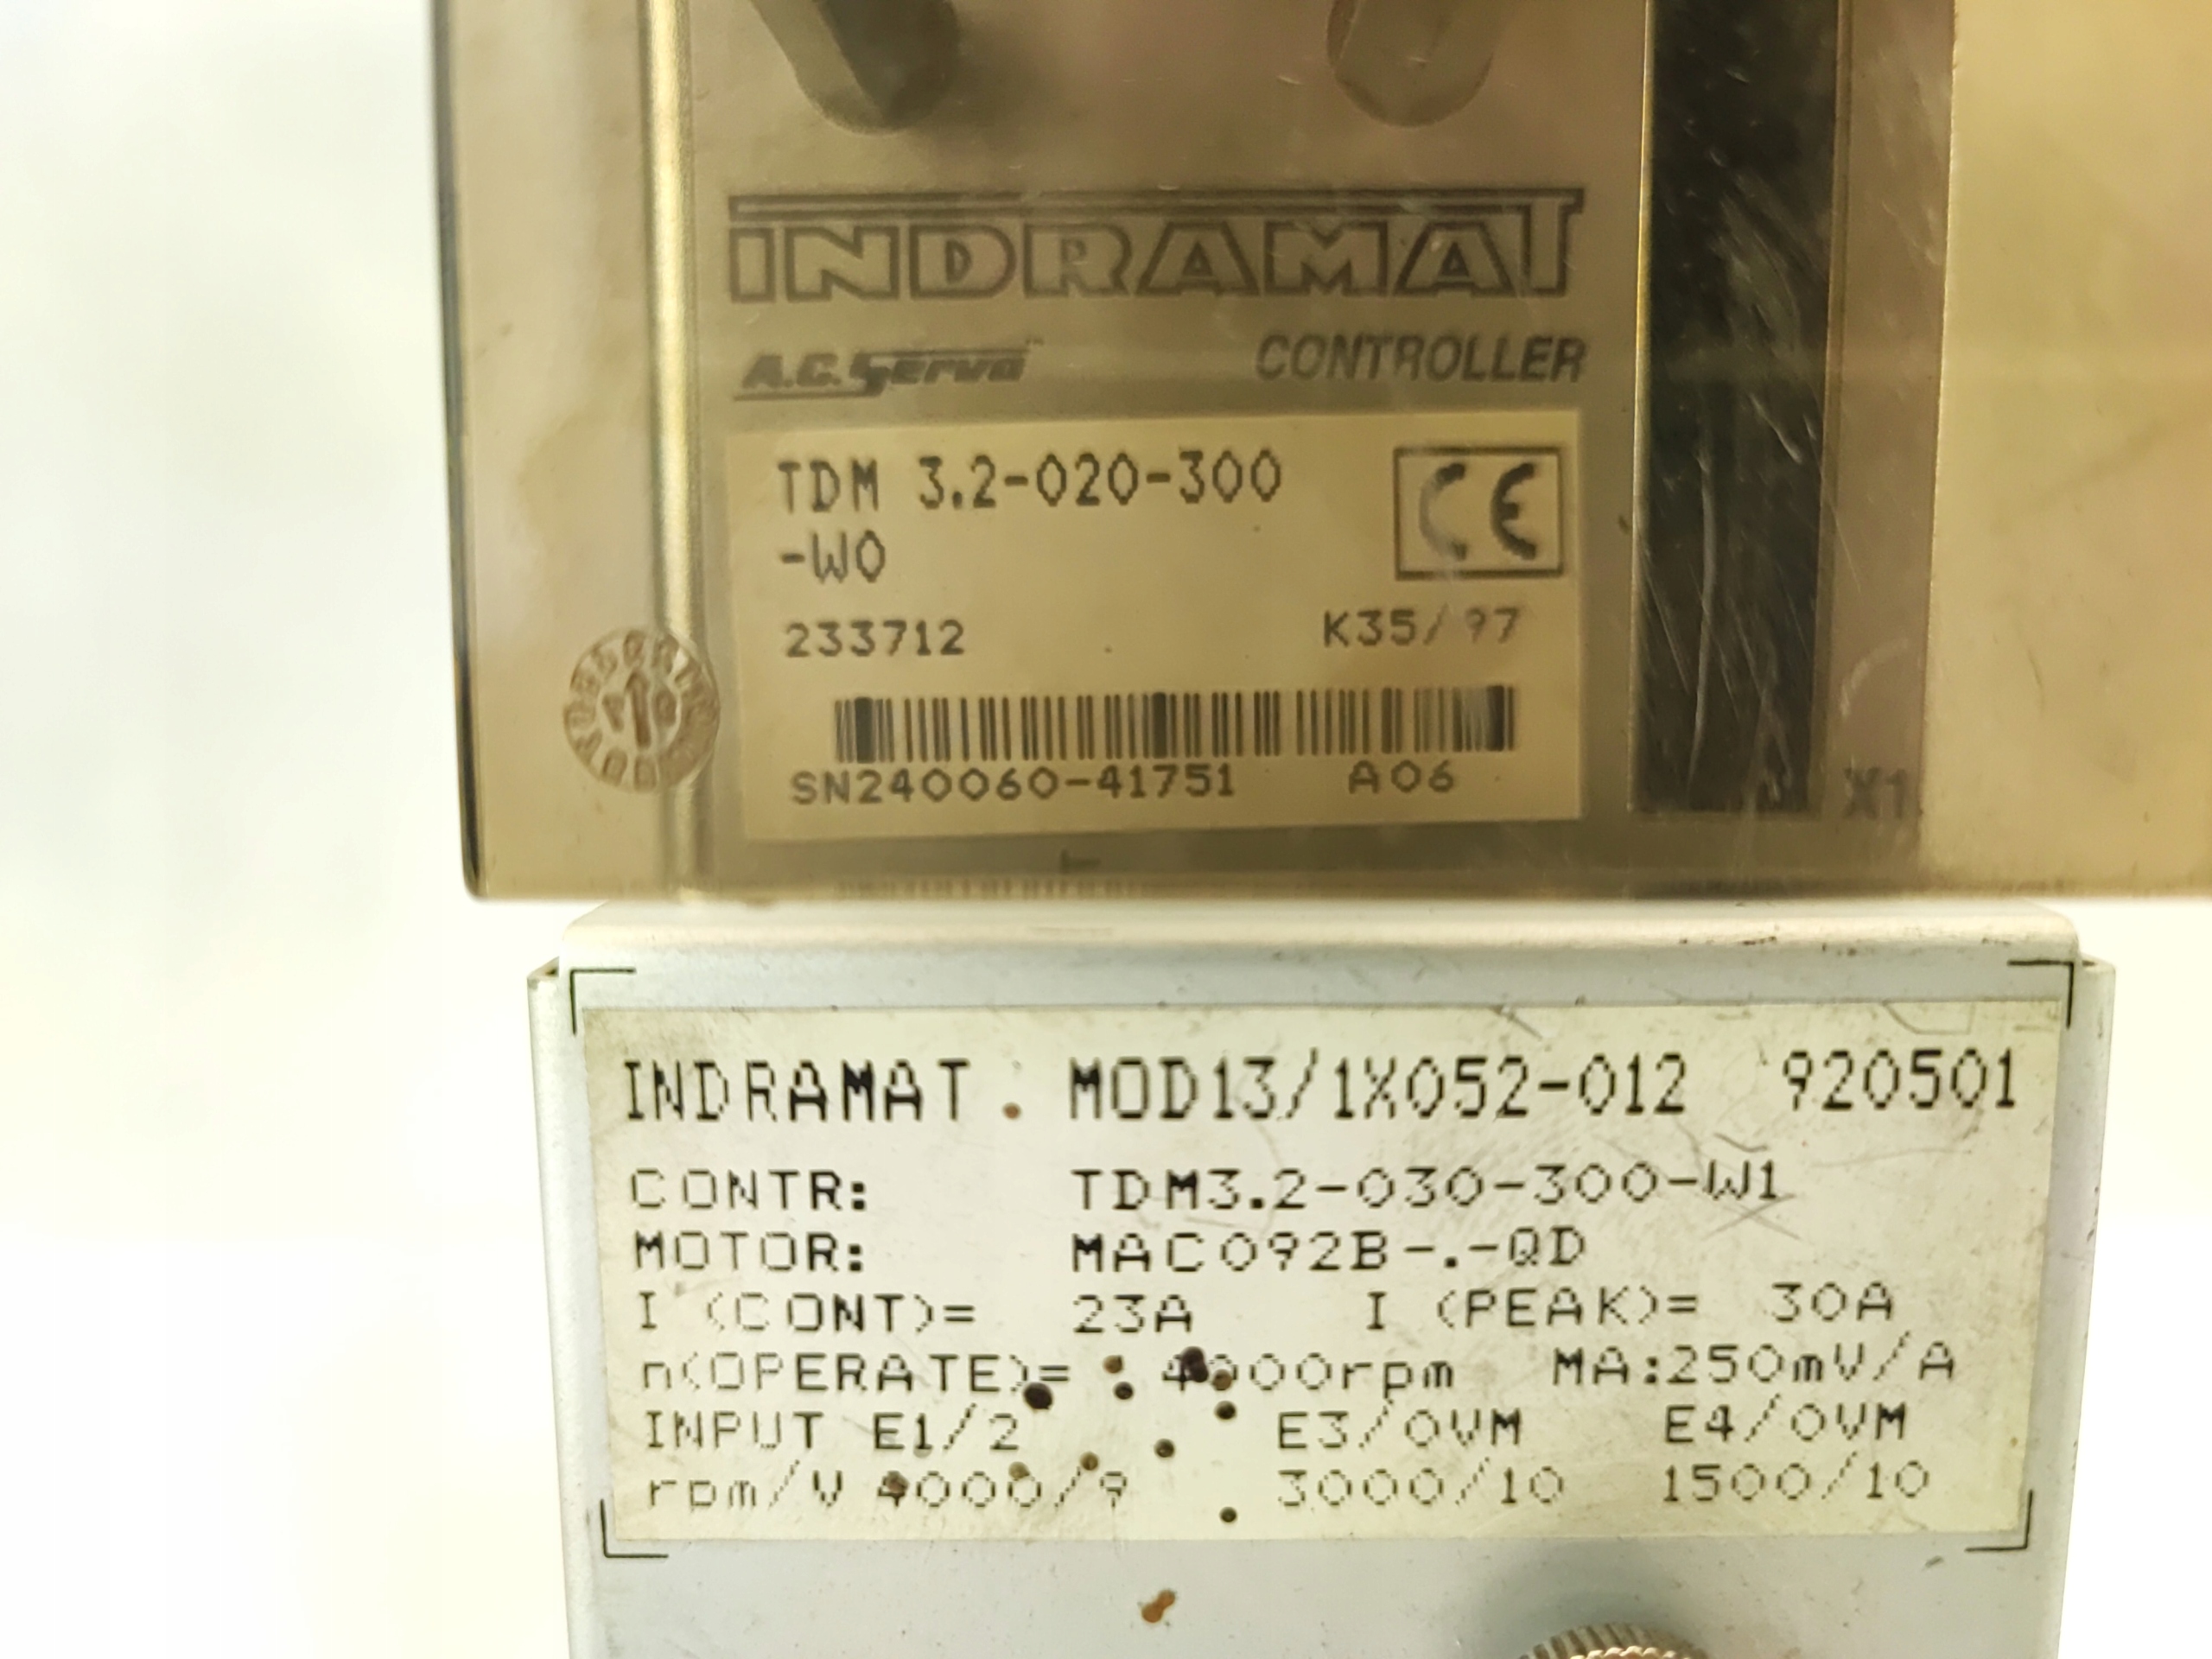 INDRAMAT
A.C. Servo CONTROLLER
TDM 3.2-020-300
-W0
CE
233712 K35/97
SN240060-41751 A06
X1
INDRAMAT. MOD13/1X052-012 920501
CONTR: TDM3.2-030-300-W1
MOTOR: MAC092B-.-QD
I (CONT)= 23A I (PEAK)= 30A
n(OPERATE)= 4000rpm MA:250mV/A
INPUT E1/2 E3/0VM E4/0VM
rpm/V 4000/9 3000/10 1500/10